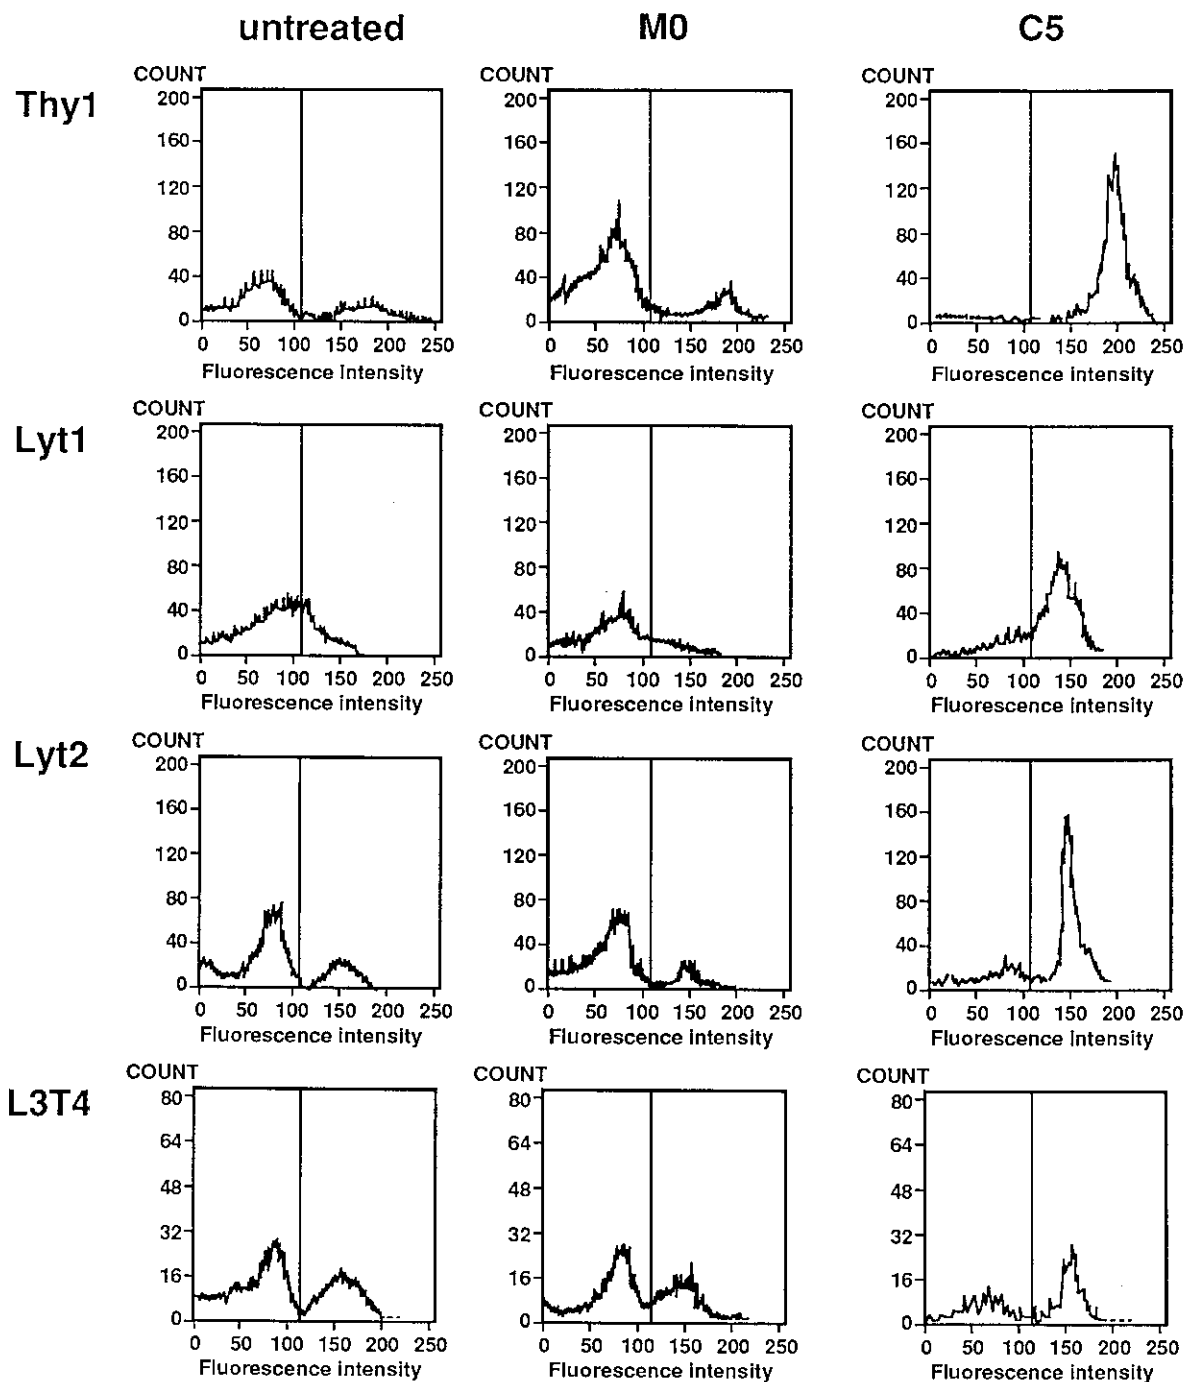 untreated M0 C5
Thy1
COUNT COUNT COUNT
200 200 200
160 160 160
120 120 120
80 80 80
40 40 40
0 0 0
0 50 100 150 200 250 0 50 100 150 200 250 0 50 100 150 200 250
Fluorescence intensity Fluorescence intensity Fluorescence intensity
Lyt1
COUNT COUNT COUNT
200 200 200
160 160 160
120 120 120
80 80 80
40 40 40
0 0 0
0 50 100 150 200 250 0 50 100 150 200 250 0 50 100 150 200 250
Fluorescence intensity Fluorescence intensity Fluorescence intensity
Lyt2
COUNT COUNT COUNT
200 200 200
160 160 160
120 120 120
80 80 80
40 40 40
0 0 0
0 50 100 150 200 250 0 50 100 150 200 250 0 50 100 150 200 250
Fluorescence intensity Fluorescence intensity Fluorescence intensity
L3T4
COUNT COUNT COUNT
80 80 80
64 64 64
48 48 48
32 32 32
16 16 16
0 0 0
0 50 100 150 200 250 0 50 100 150 200 250 0 50 100 150 200 250
Fluorescence intensity Fluorescence intensity Fluorescence intensity